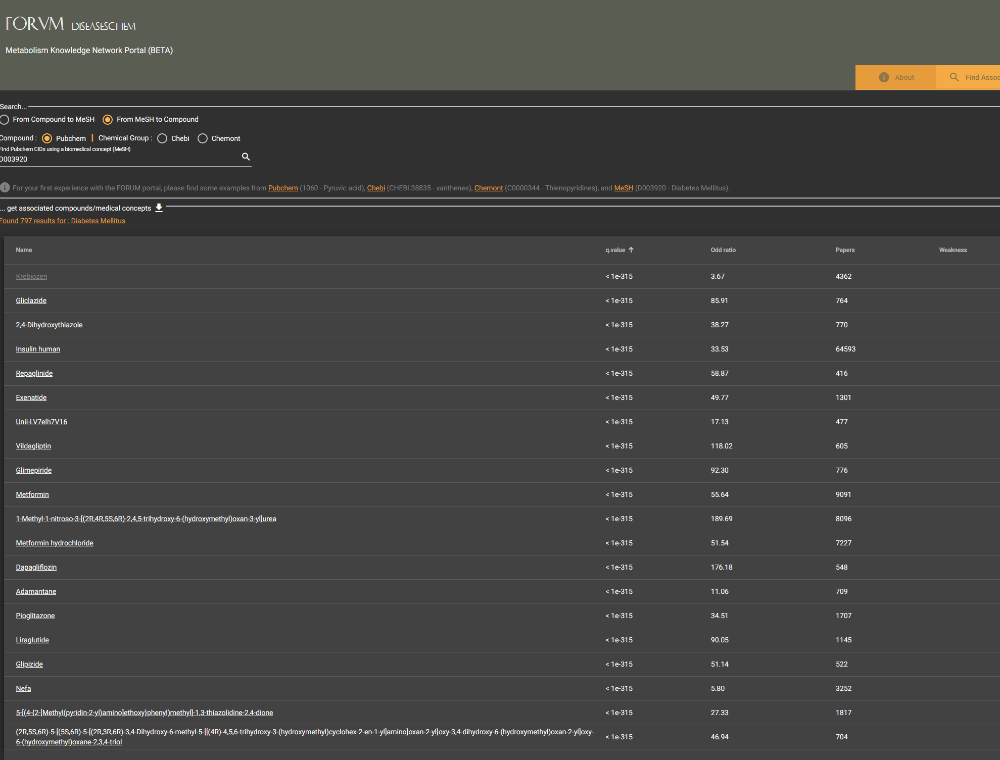 FORVM DISEASESCHEM
Metabolism Knowledge Network Portal (BETA)
About Find Assoc
Search...
From Compound to MeSH From MeSH to Compound
Compound : Pubchem | Chemical Group : Chebi Chemont
Find Pubchem CIDs using a biomedical concept (MeSH)
D003920
For your first experience with the FORUM portal, please find some examples from Pubchem (1060 - Pyruvic acid), Chebi (CHEBI:38835 - xanthenes), Chemont (C0000344 - Thienopyridines), and MeSH (D003920 - Diabetes Mellitus).
... get associated compounds/medical concepts
Found 797 results for : Diabetes Mellitus
Name q.value Odd ratio Papers Weakness
Krebiozen < 1e-315 3.67 4362
Gliclazide < 1e-315 85.91 764
2,4-Dihydroxythiazole < 1e-315 38.27 770
Insulin human < 1e-315 33.53 64593
Repaglinide < 1e-315 58.87 416
Exenatide < 1e-315 49.77 1301
Unii-LV7elh7V16 < 1e-315 17.13 477
Vildagliptin < 1e-315 118.02 605
Glimepiride < 1e-315 92.30 776
Metformin < 1e-315 55.64 9091
1-Methyl-1-nitroso-3-[(2R,4R,5S,6R)-2,4,5-trihydroxy-6-(hydroxymethyl)oxan-3-yl]urea < 1e-315 189.69 8096
Metformin hydrochloride < 1e-315 51.54 7227
Dapagliflozin < 1e-315 176.18 548
Adamantane < 1e-315 11.06 709
Pioglitazone < 1e-315 34.51 1707
Liraglutide < 1e-315 90.05 1145
Glipizide < 1e-315 51.14 522
Nefa < 1e-315 5.80 3252
5-[(4-{2-[Methyl(pyridin-2-yl)amino]ethoxy}phenyl)methyl]-1,3-thiazolidine-2,4-dione < 1e-315 27.33 1817
(2R,5S,6R)-5-[(5S,6R)-5-[(2R,3R,6R)-3,4-Dihydroxy-6-methyl-5-[[(4R)-4,5,6-trihydroxy-3-(hydroxymethyl)cyclohex-2-en-1-yl]amino]oxan-2-yl]oxy-3,4-dihydroxy-6-(hydroxymethyl)oxan-2-yl]oxy-
6-(hydroxymethyl)oxane-2,3,4-triol < 1e-315 46.94 704